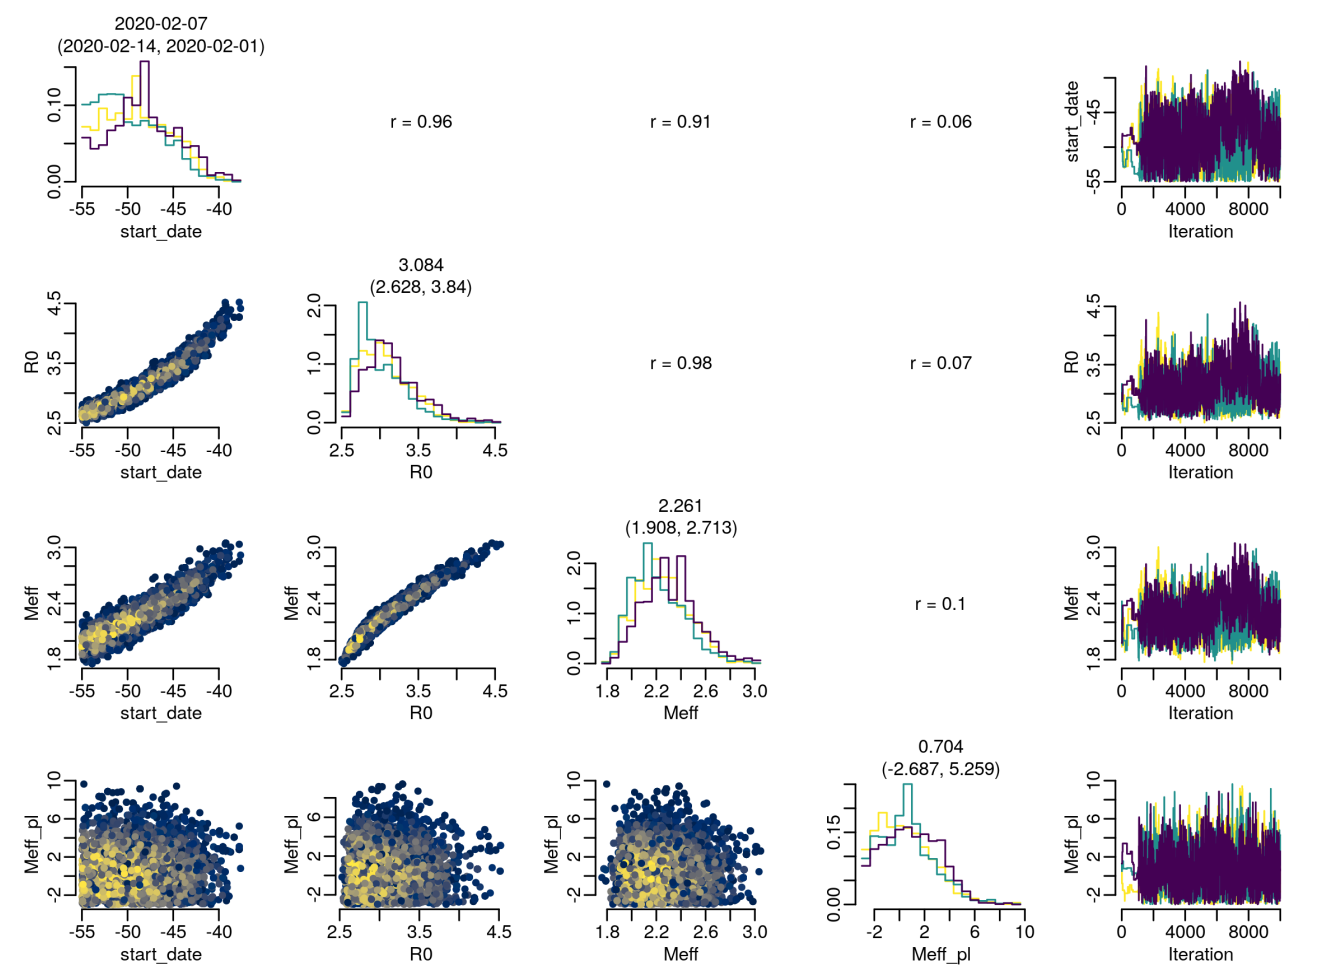 2020-02-07
(2020-02-14, 2020-02-01)
0.00 0.10
-55 -50 -45 -40
start_date
r = 0.96
r = 0.91
r = 0.06
start_date
-55 -45
0 4000 8000
Iteration
R0
2.5 3.5 4.5
-55 -50 -45 -40
start_date
3.084
(2.628, 3.84)
0.0 1.0 2.0
2.5 3.5 4.5
R0
r = 0.98
r = 0.07
R0
2.5 3.5 4.5
0 4000 8000
Iteration
Meff
1.8 2.4 3.0
-55 -50 -45 -40
start_date
Meff
1.8 2.4 3.0
2.5 3.5 4.5
R0
2.261
(1.908, 2.713)
0.0 1.0 2.0
1.8 2.2 2.6 3.0
Meff
r = 0.1
Meff
1.8 2.4 3.0
0 4000 8000
Iteration
Meff_pl
-2 2 6 10
-55 -50 -45 -40
start_date
Meff_pl
-2 2 6
2.5 3.5 4.5
R0
Meff_pl
-2 2 6 10
1.8 2.2 2.6 3.0
Meff
0.704
(-2.687, 5.259)
0.00 0.15
-2 2 6 10
Meff_pl
Meff_pl
-2 2 6 10
0 4000 8000
Iteration